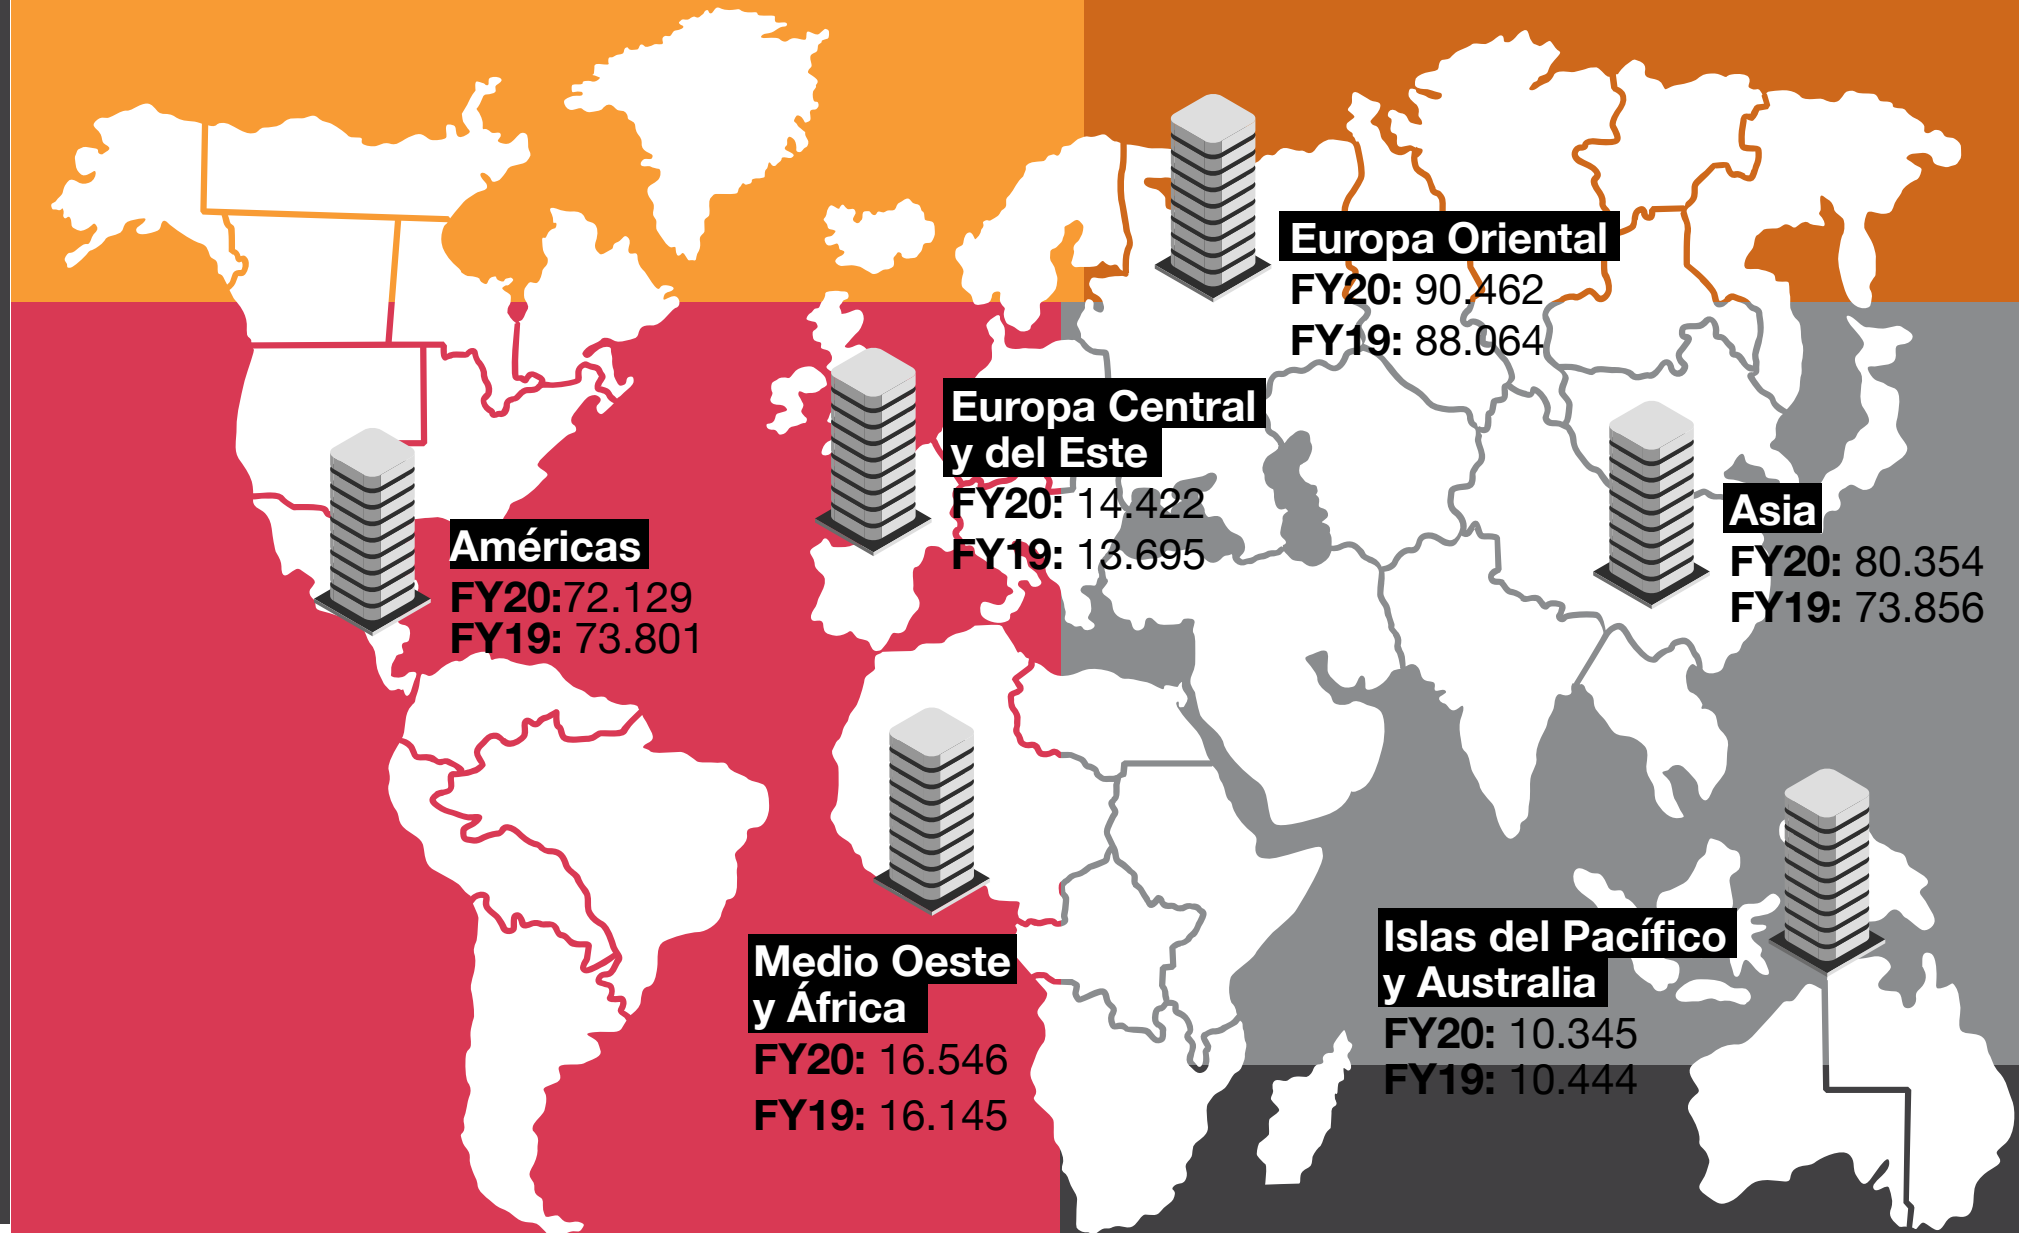 Europa Oriental
FY20: 90.462
FY19: 88.064
Europa Central
y del Este
FY20: 14.422
FY19: 13.695
Asia
FY20: 80.354
FY19: 73.856
Américas
FY20:72.129
FY19: 73.801
Medio Oeste
y África
FY20: 16.546
FY19: 16.145
Islas del Pacífico
y Australia
FY20: 10.345
FY19: 10.444